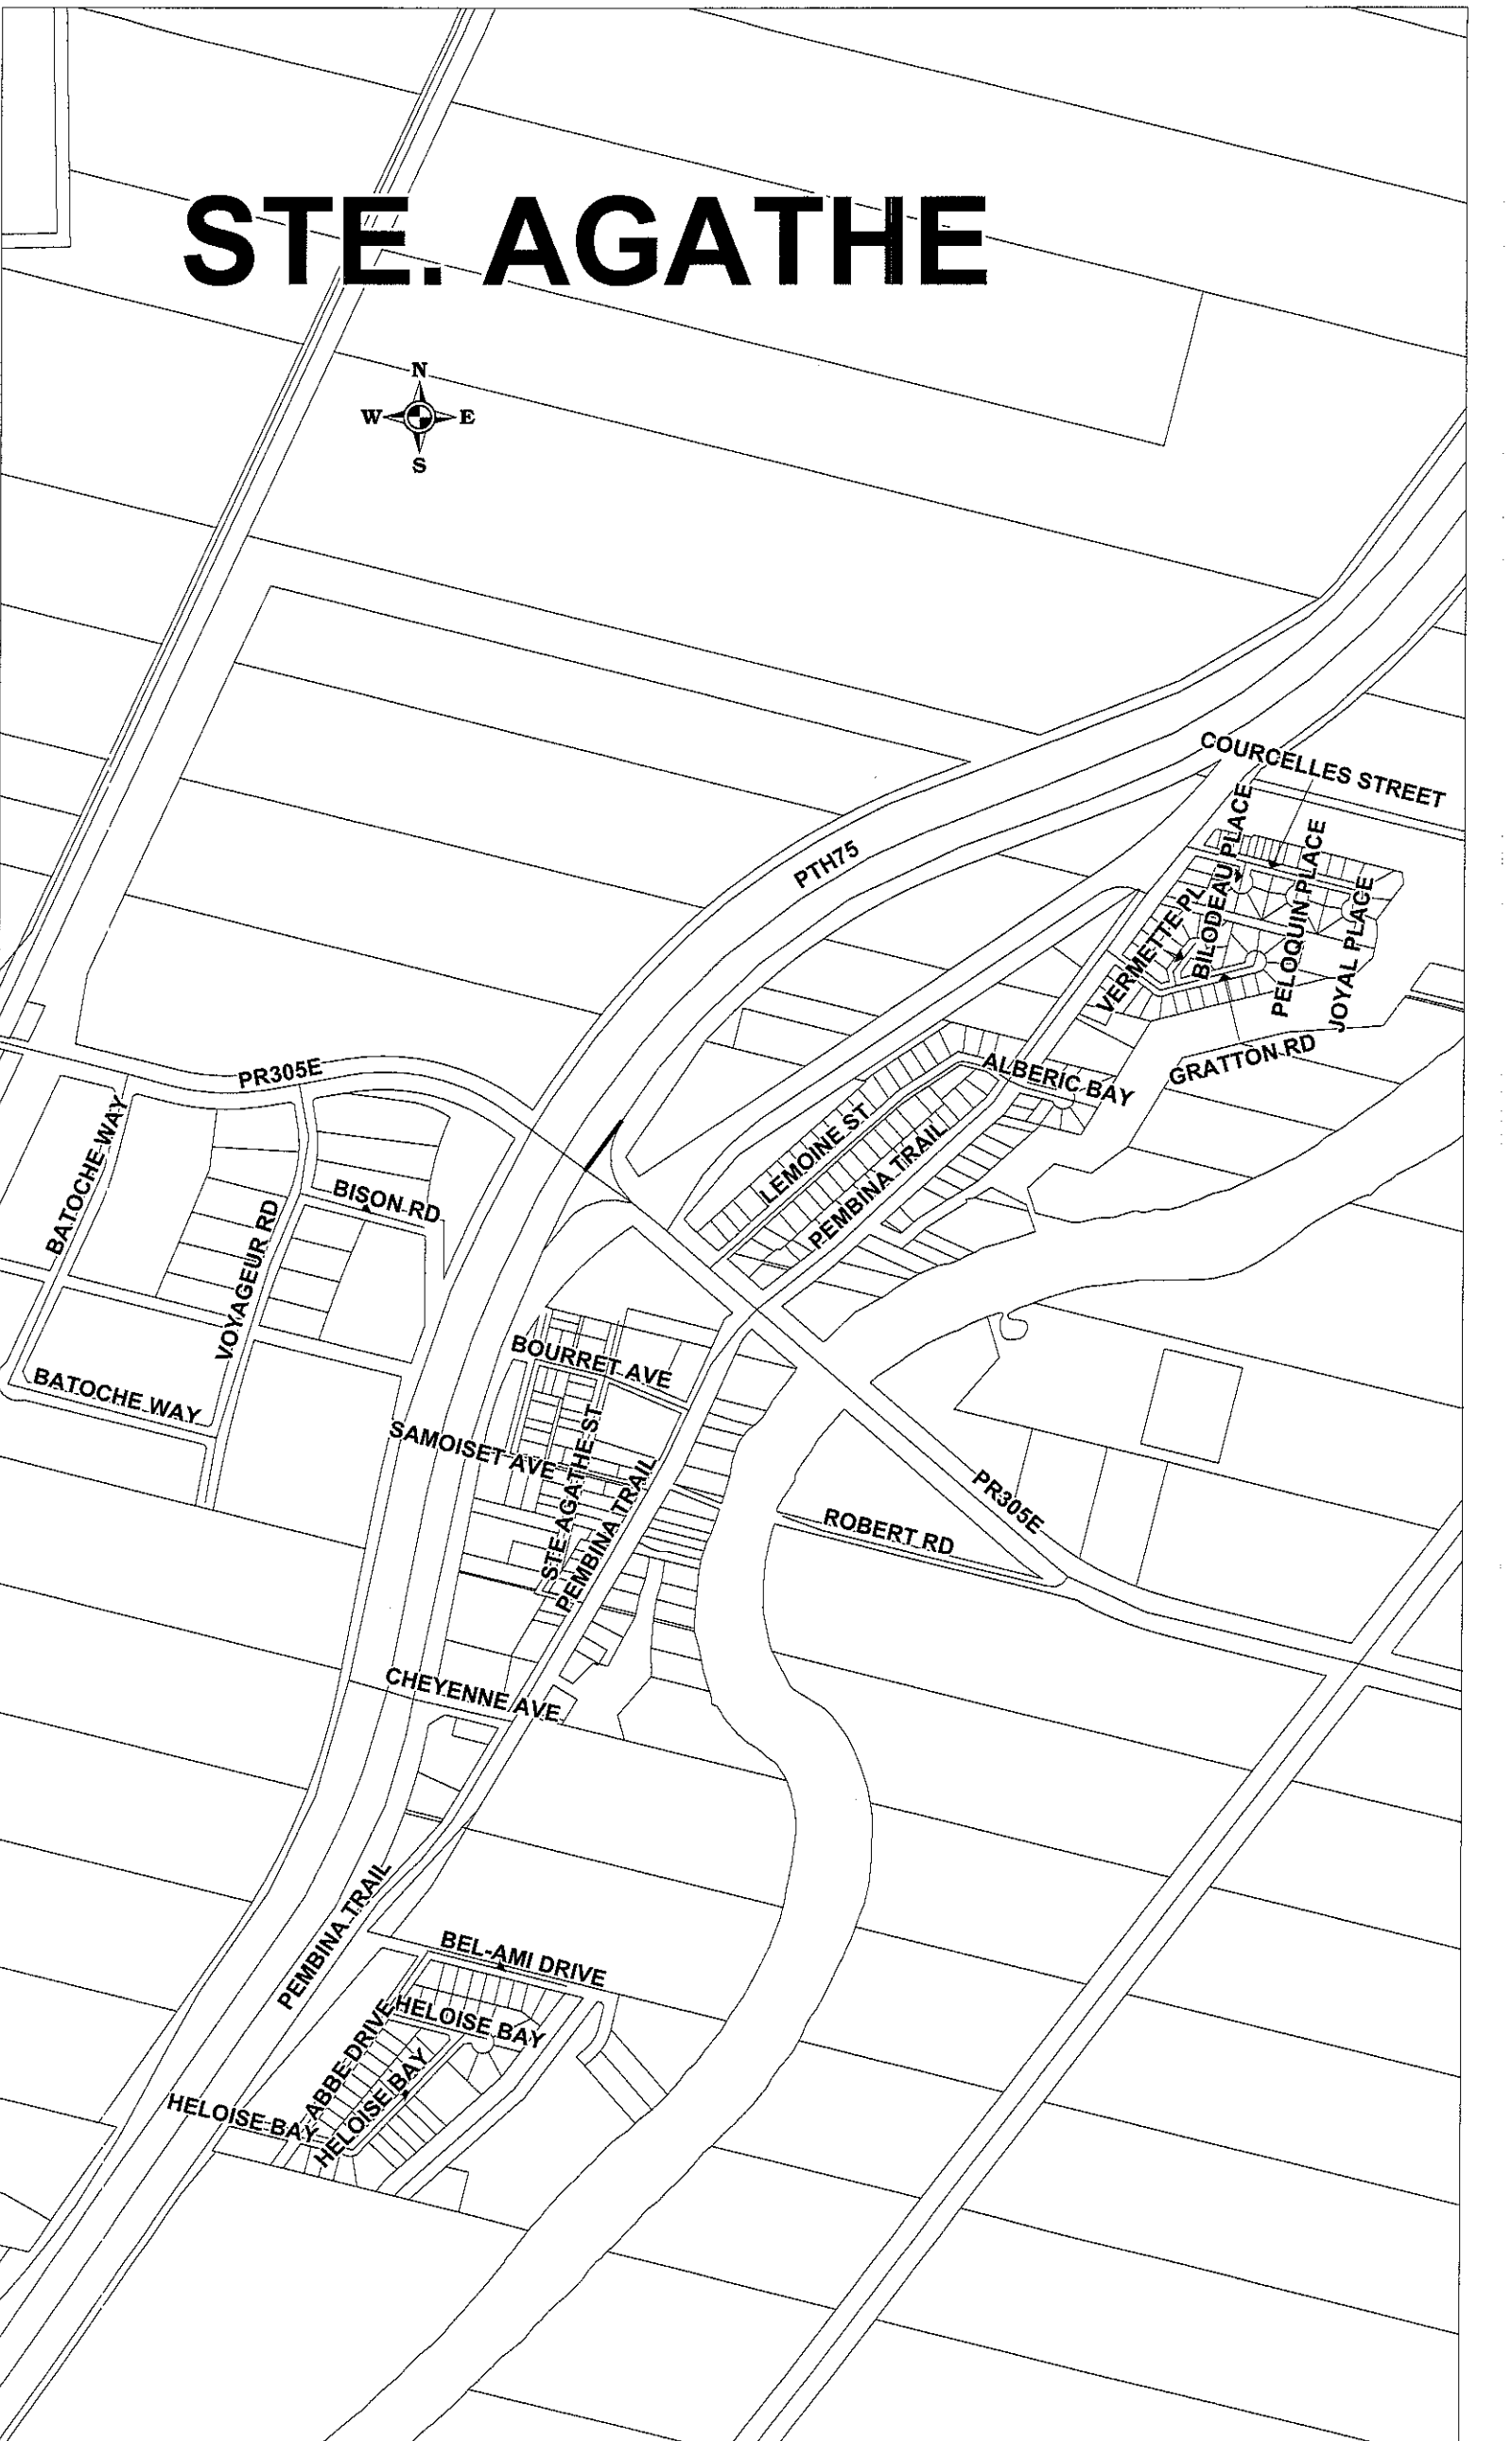 STE. AGATHE
N
W E
S
COURCELLES STREET
PTH75
BILODEAU PLACE
PELOQUIN PLACE
JOYAL PLACE
VERMETTE PL
GRATTON RD
PR305E
ALBERIC BAY
LEMOINE ST
PEMBINA TRAIL
BATOCHE WAY
BISON RD
VOYAGEUR RD
BOURRET AVE
BATOCHE WAY
SAMOISET AVE
STE AGATHE ST
PEMBINA TRAIL
PR305E
ROBERT RD
CHEYENNE AVE
PEMBINA TRAIL
BEL-AMI DRIVE
HELOISE BAY
ABBE DRIVE
HELOISE BAY
HELOISE BAY